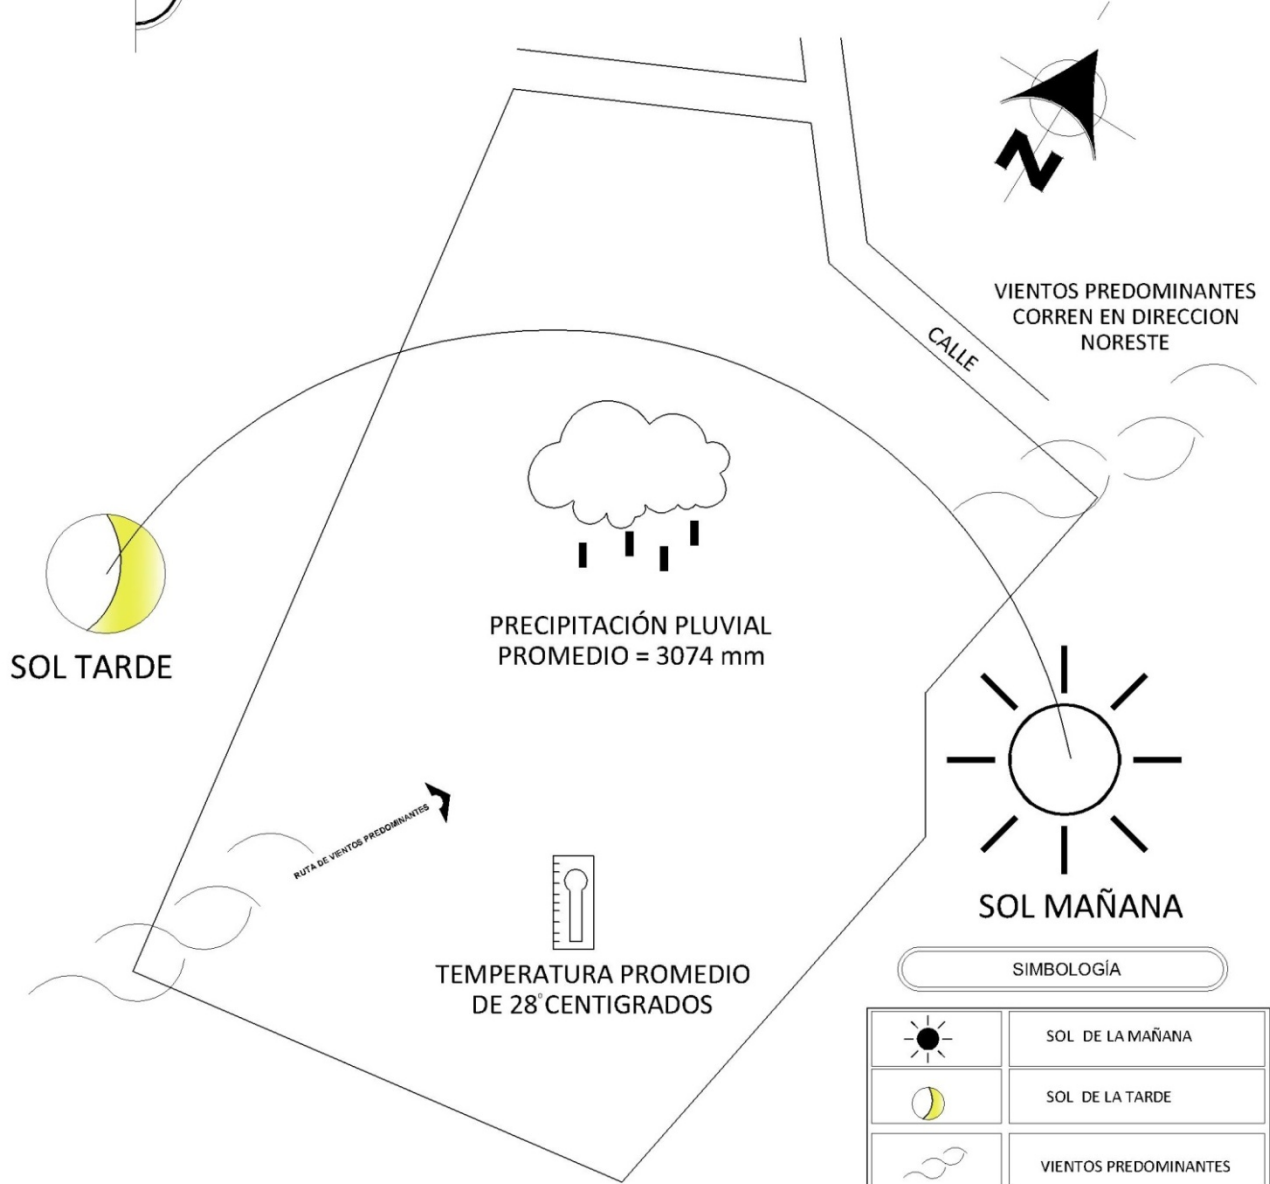 N
VIENTOS PREDOMINANTES
CORREN EN DIRECCION
NORESTE
CALLE
PRECIPITACIÓN PLUVIAL
PROMEDIO = 3074 mm
SOL TARDE
RUTA DE VIENTOS PREDOMINANTES
SOL MAÑANA
TEMPERATURA PROMEDIO
DE 28°CENTIGRADOS
SIMBOLOGÍA
SOL DE LA MAÑANA
SOL DE LA TARDE
VIENTOS PREDOMINANTES